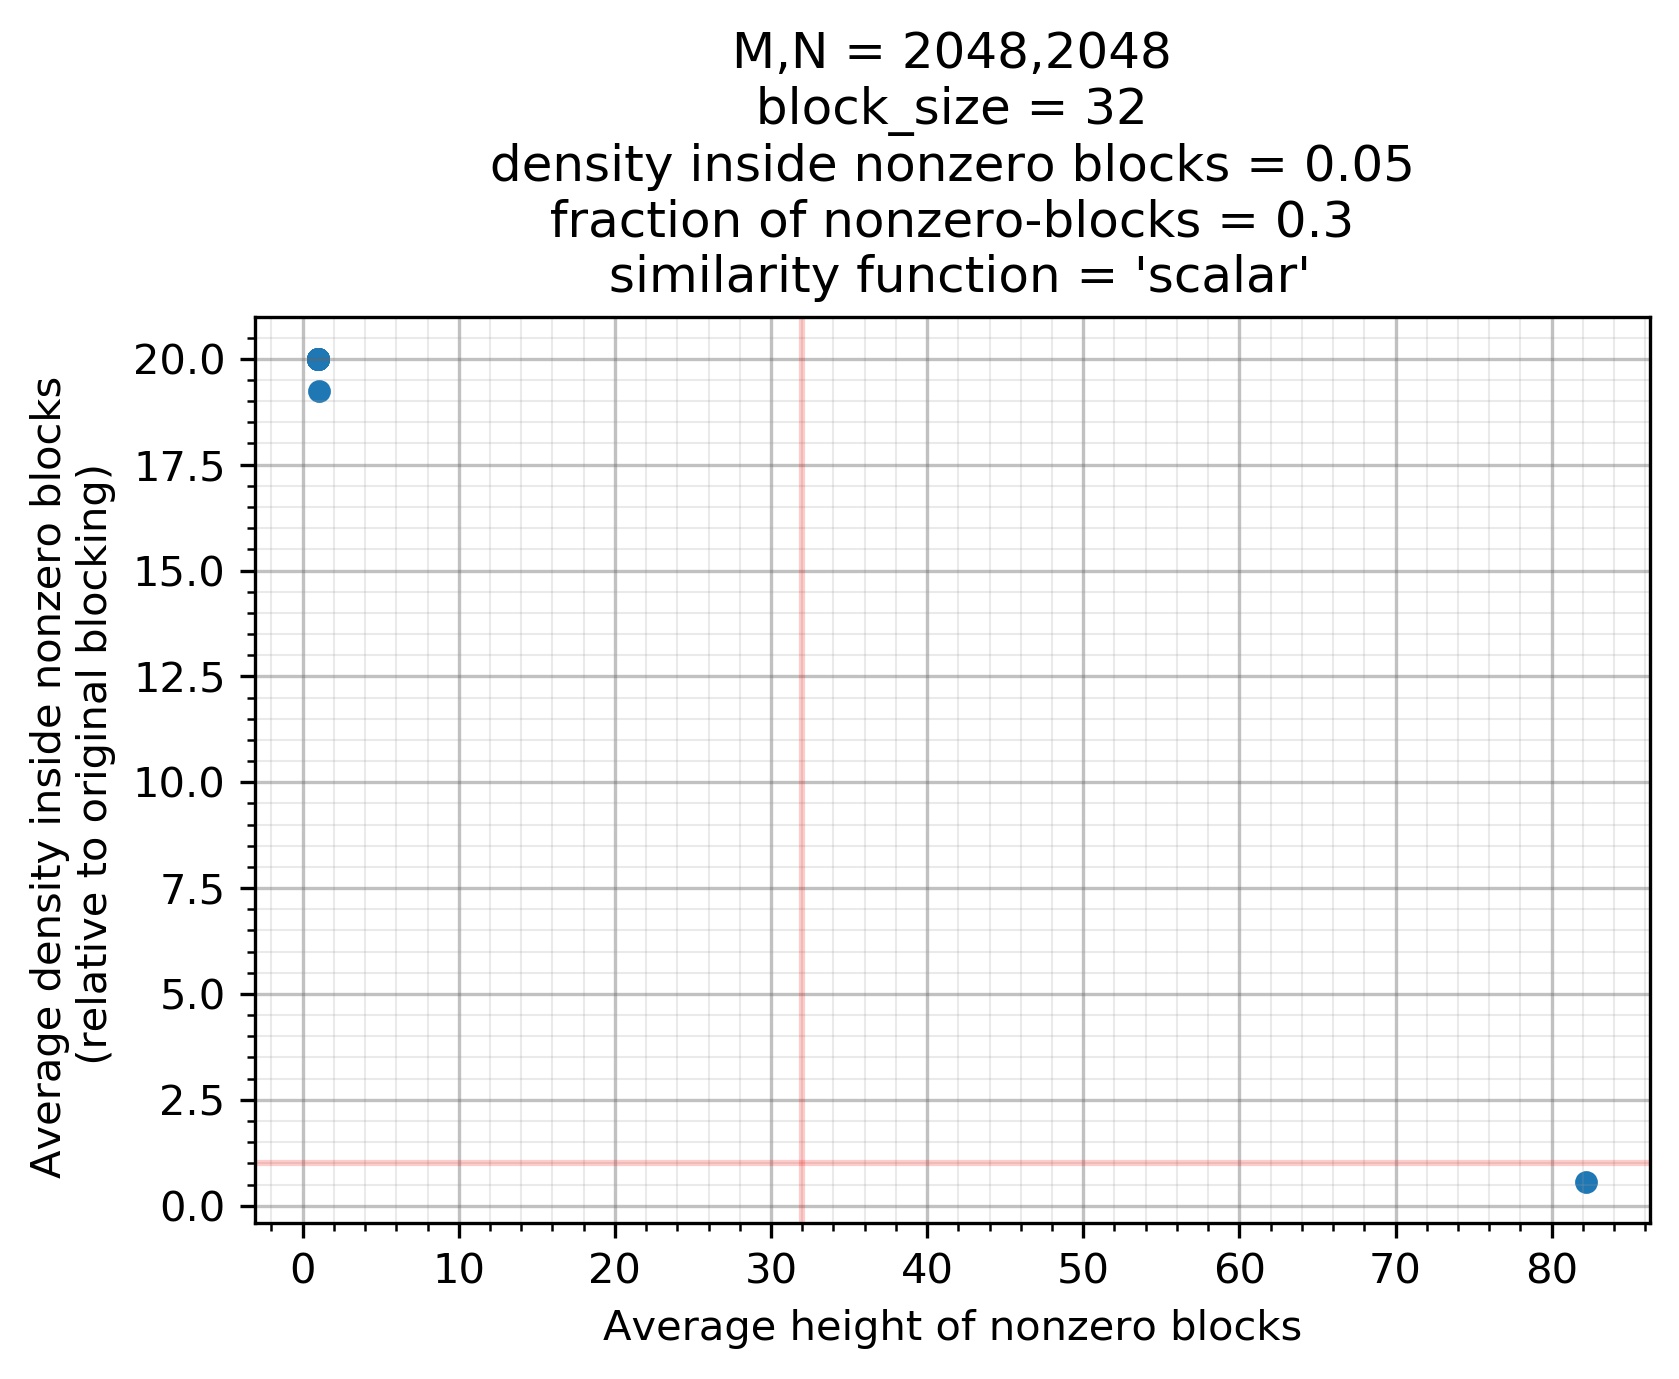 M,N = 2048,2048
block_size = 32
density inside nonzero blocks = 0.05
fraction of nonzero-blocks = 0.3
similarity function = 'scalar'
Average density inside nonzero blocks
(relative to original blocking)
20.0
17.5
15.0
12.5
10.0
7.5
5.0
2.5
0.0
0 10 20 30 40 50 60 70 80
Average height of nonzero blocks